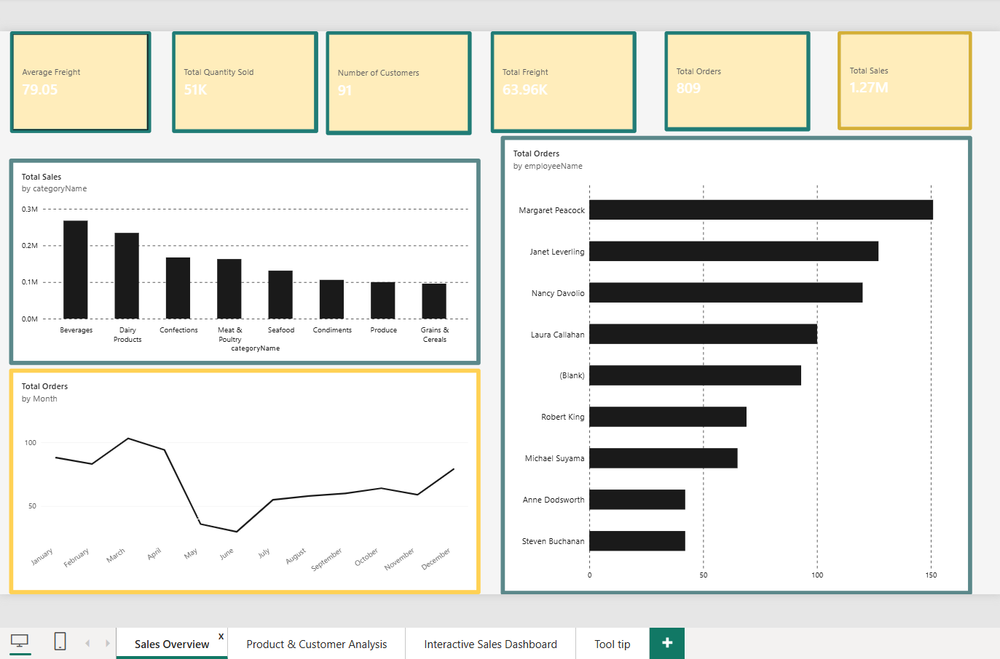 Average Freight
79.05
Total Quantity Sold
51K
Number of Customers
91
Total Freight
63.96K
Total Orders
809
Total Sales
1.27M
Total Sales
by categoryName
0.3M
0.2M
0.1M
0.0M
Beverages
Dairy
Products
Confections
Meat &
Poultry
Seafood
Condiments
Produce
Grains &
Cereals
categoryName
Total Orders
by Month
100
50
January
February
March
April
May
June
July
August
September
October
November
December
Total Orders
by employeeName
Margaret Peacock
Janet Leverling
Nancy Davolio
Laura Callahan
(Blank)
Robert King
Michael Suyama
Anne Dodsworth
Steven Buchanan
0
50
100
150
Sales Overview
X
Product & Customer Analysis
Interactive Sales Dashboard
Tool tip